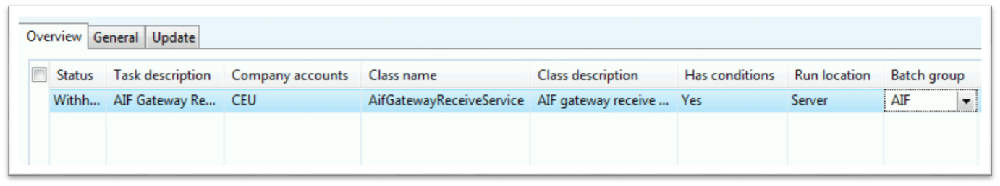 Overview General Update
Status Task description Company accounts Class name Class description Has conditions Run location Batch group
Withh... AIF Gateway Re... CEU AifGatewayReceiveService AIF gateway receive ... Yes Server AIF